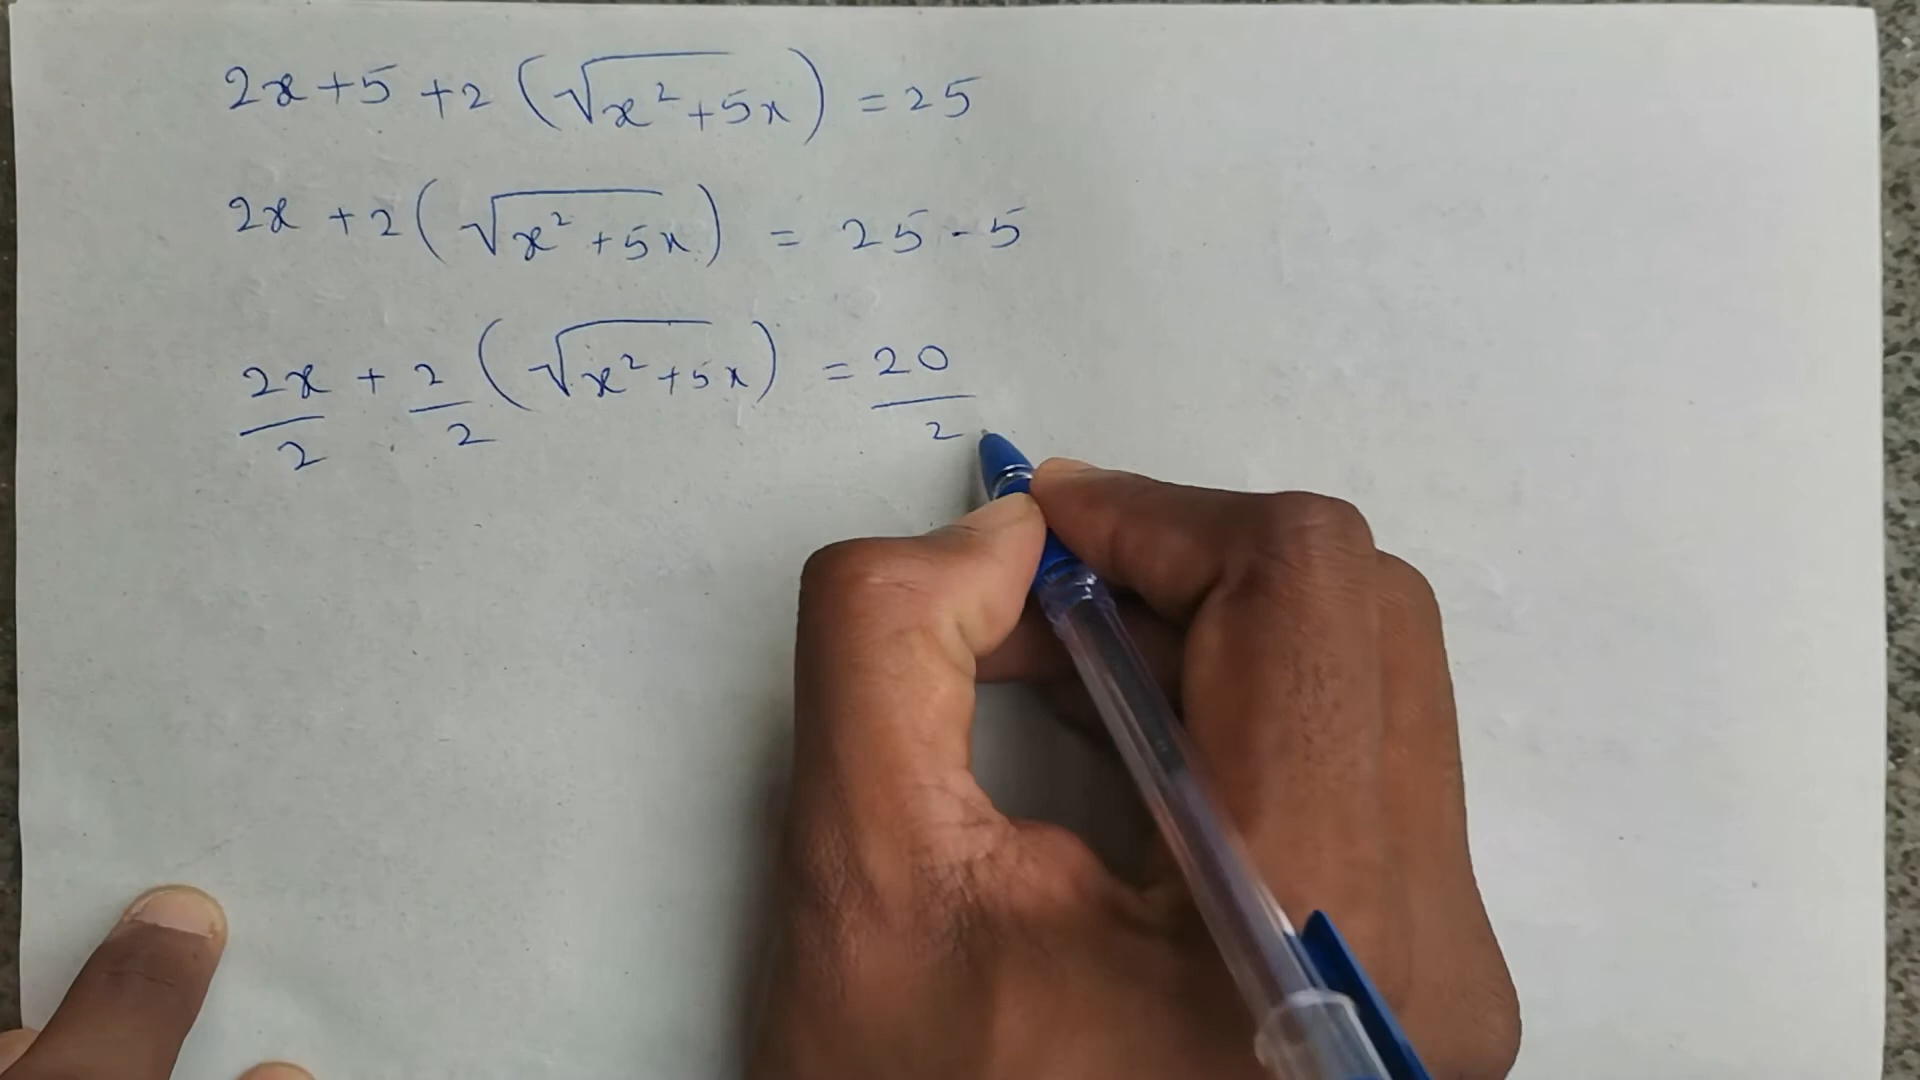 2x + 5 + 2 (√x² + 5x) = 25
2x + 2 (√x² + 5x) = 25 - 5
2x/2 + 2/2 (√x² + 5x) = 20/2